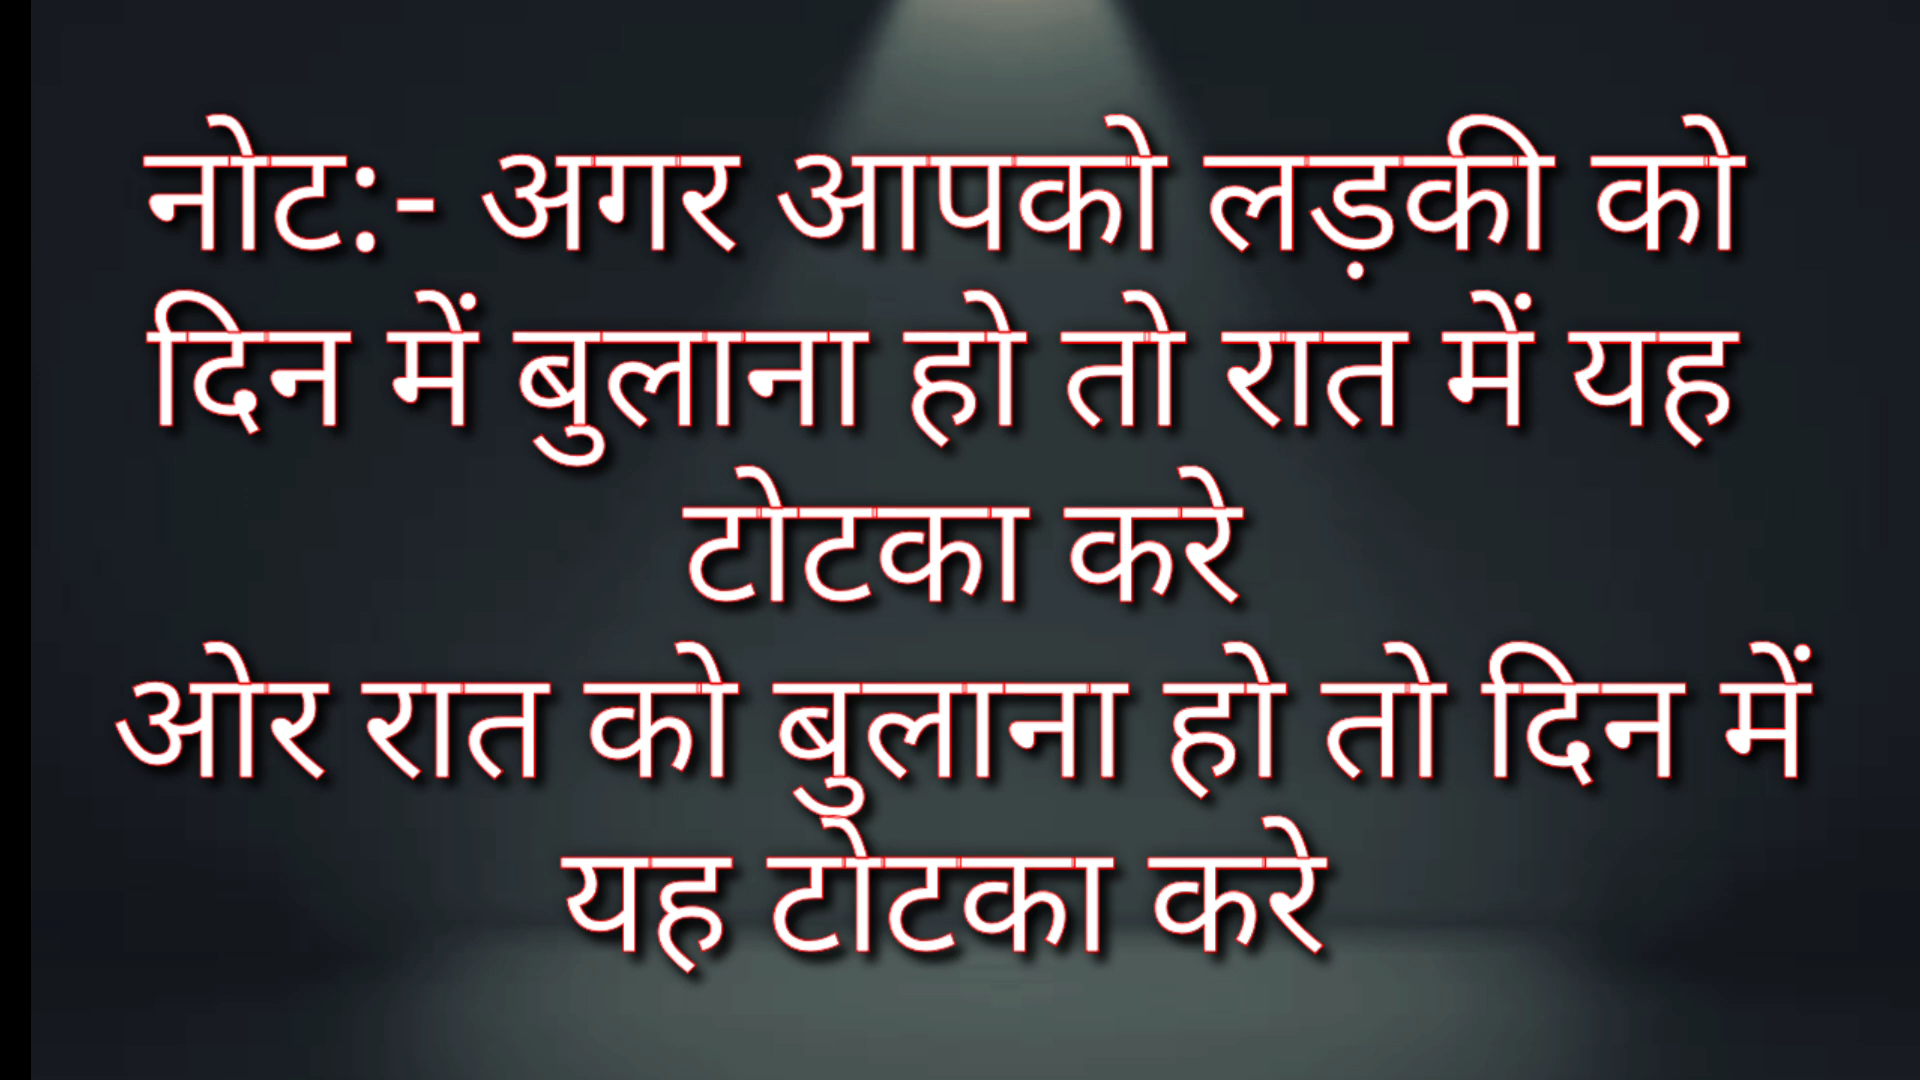 नोट:- अगर आपको लड़की को
दिन में बुलाना हो तो रात में यह
टोटका करे
ओर रात को बुलाना हो तो दिन में
यह टोटका करे